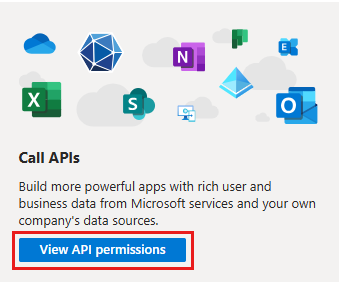 N
E
X
S
O
Call APIs
Build more powerful apps with rich user and
business data from Microsoft services and your own
company's data sources.
View API permissions